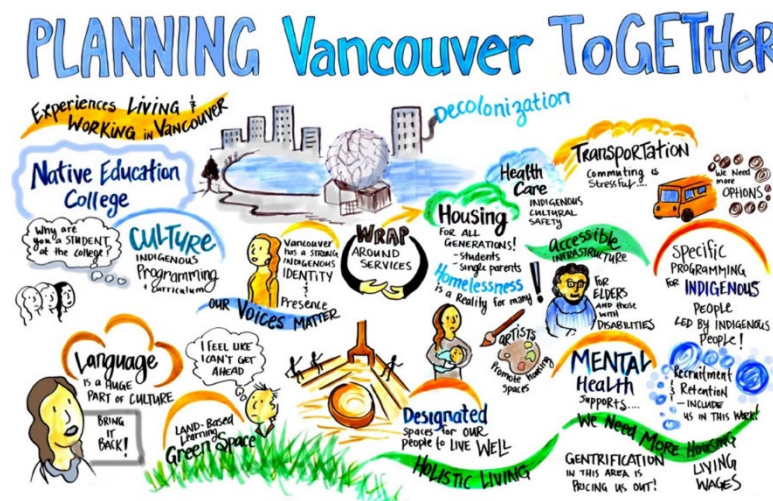 PLANNING Vancouver ToGETHeR
Experiences LIVING &
WORKING IN VANCOUVER
DecoLoNizaTioN
Native Education
College
Why are
you a STUDENT
at the college?
CULTURE
INDIGENOUS
Programming
+ curriculum
Vancouver
has a STRONG
INDIGENOUS
IDENTITY
&
Presence
OUR Voices MATTER
WRAP
AROUND
SERVICES
Housing
FOR ALL
GENERATIONS!
- students
- single parents
Homelessness
is a Reality for many!
Health
Care
INDIGENOUS
CULTURAL
SAFETY
TRANSPORTATION
Commuting is
Stressful....
We Need
more
OPTIONS
Accessible
INFRASTRUCTURE
FOR
ELDERS
AND those
WITH
DISABILITIES
SPECIFIC
PROGRAMMING
FOR INDIGENOUS
PEOPLE
LED BY INDIGENOUS
People!
Language
IS A HUGE
PART OF CULTURE
BRING
IT
BACK!
I FEEL LIKE
I CAN'T GET
AHEAD
LAND-BASED
Learning
Green Space
ARTISTS
Promote housing
spaces
Designated
spaces for OUR
people to LIVE WELL
HOLISTIC LIVING
MENTAL
Health
Supports....
Recruitment
&
Retention
- INCLUDE
US IN THIS WORK!
We Need More Housing
GENTRIFICATION
IN THIS AREA IS
PRICING US OUT!
LIVING
WAGES